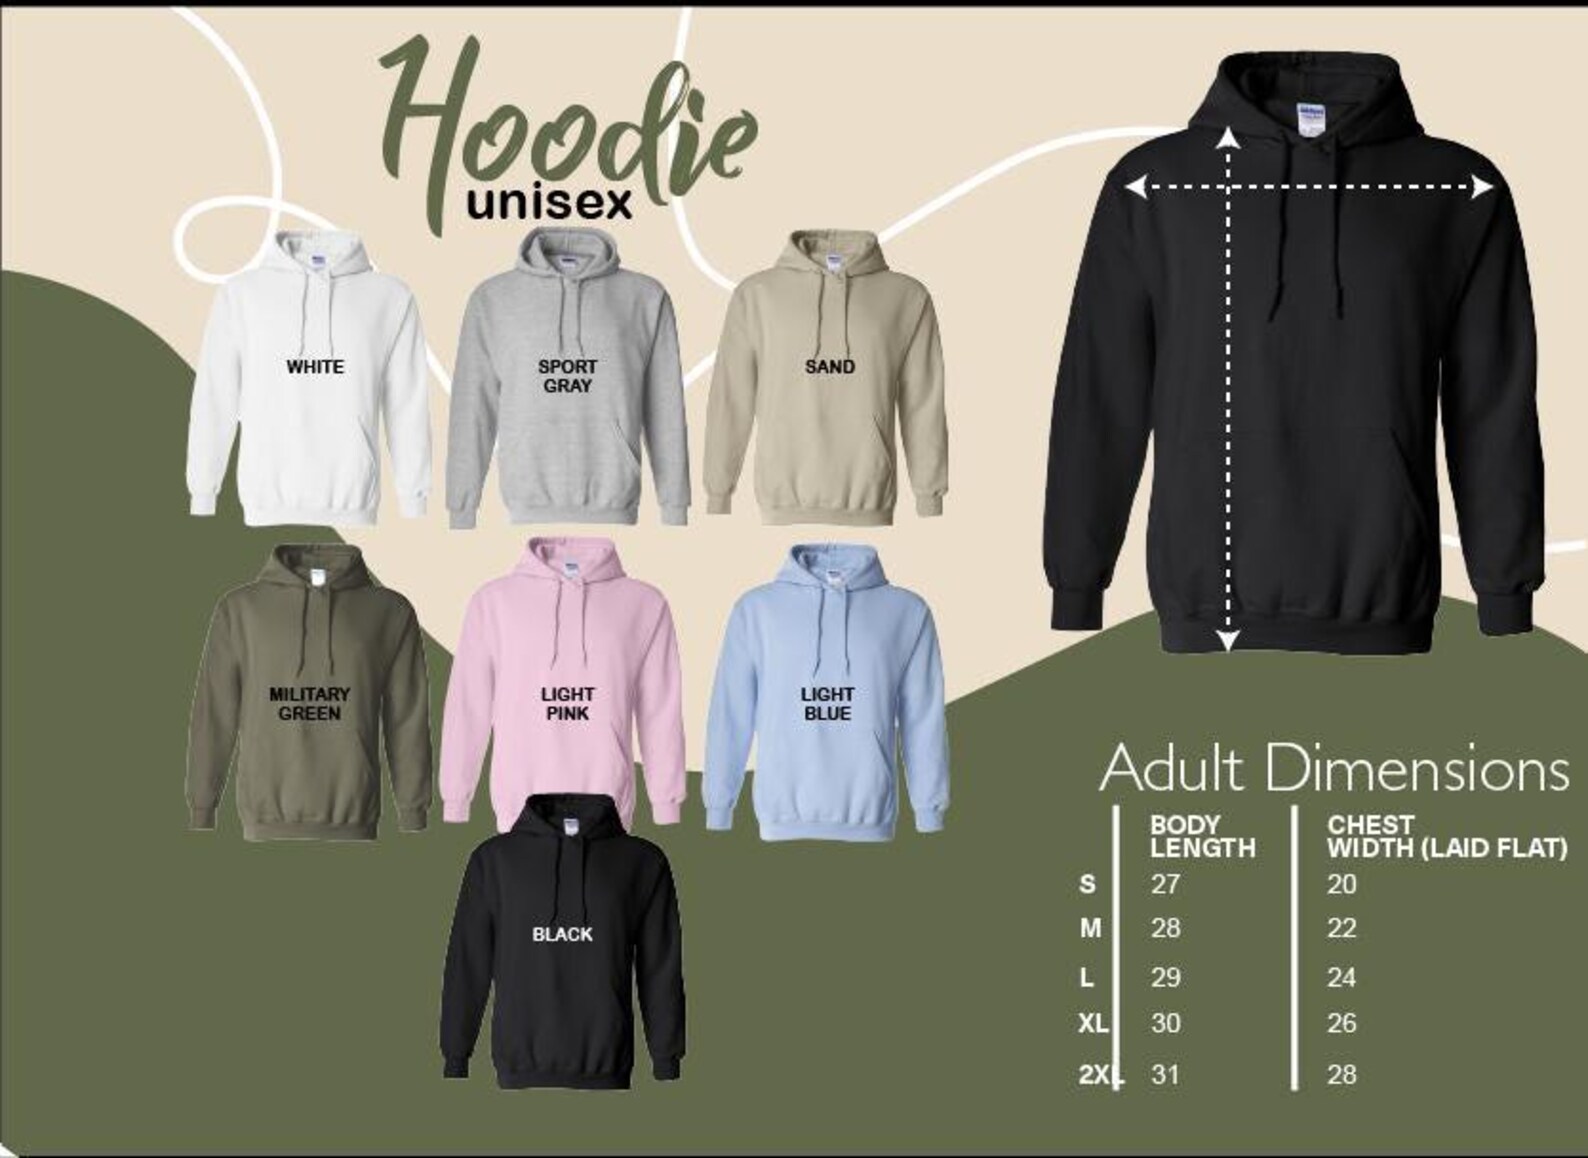 Hoodie
unisex
WHITE
SPORT
GRAY
SAND
MILITARY
GREEN
LIGHT
PINK
LIGHT
BLUE
BLACK
Adult Dimensions
BODY
LENGTH
CHEST
WIDTH (LAID FLAT)
S 27 20
M 28 22
L 29 24
XL 30 26
2XL 31 28